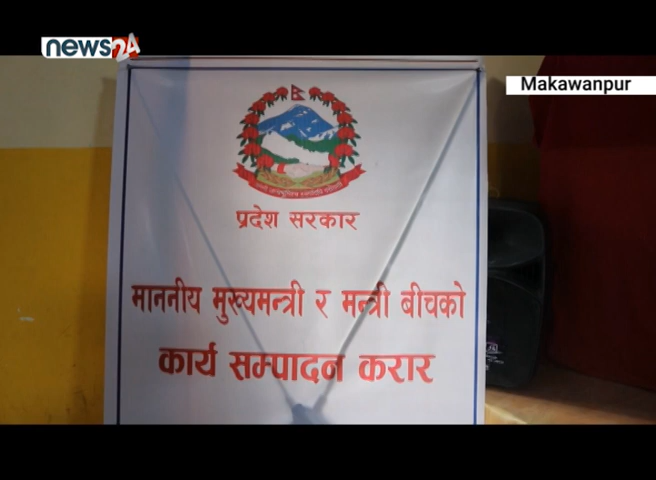 news24
Makawanpur
प्रदेश सरकार
माननीय मुख्यमन्त्री र मन्त्री बीचको
कार्य सम्पादन करार